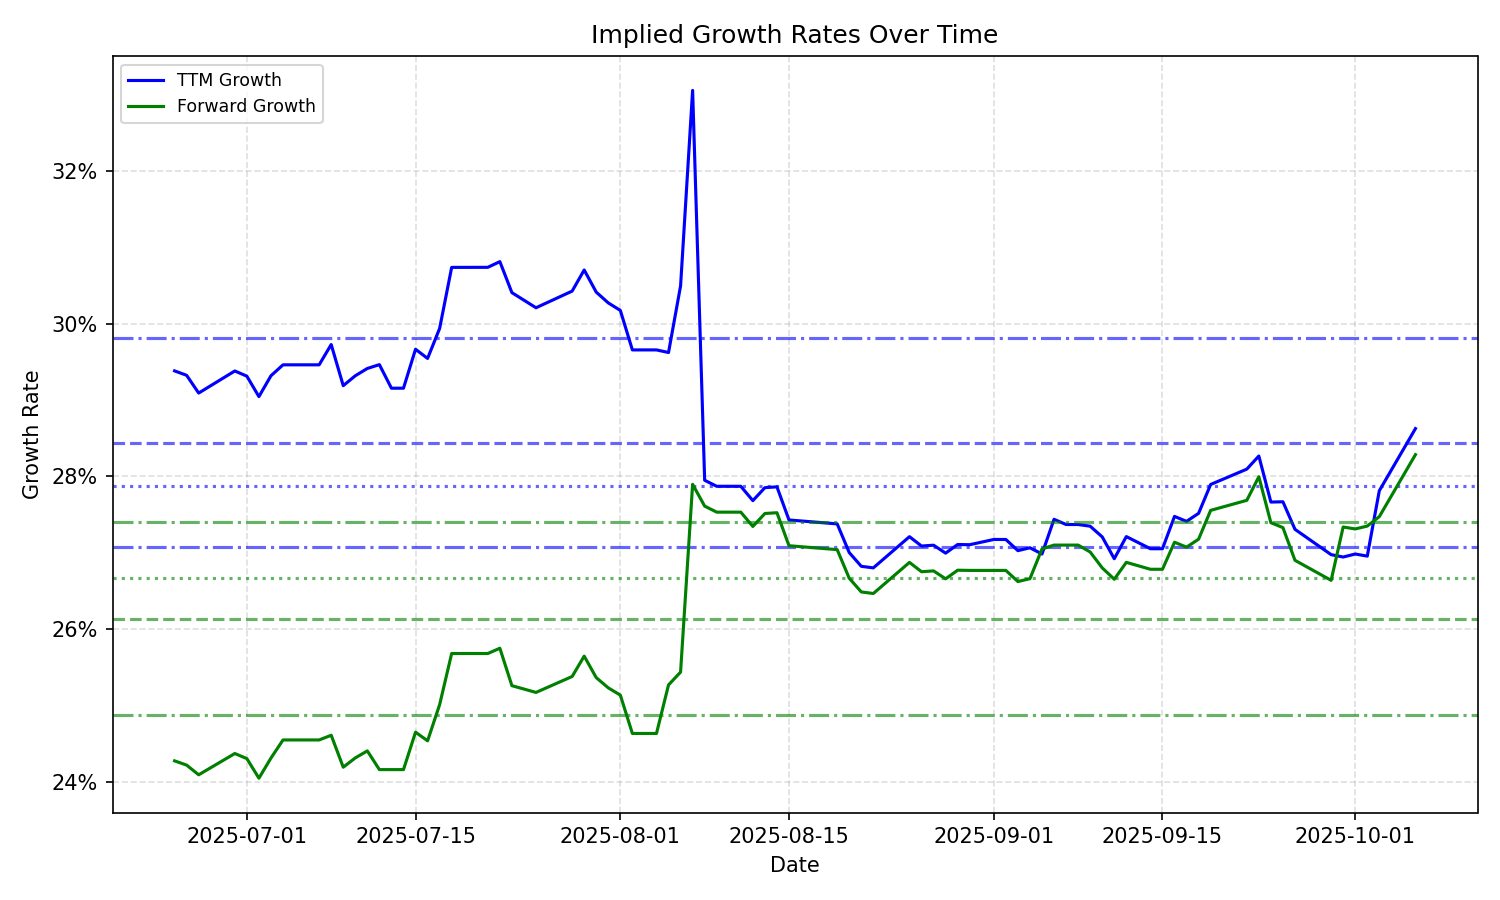 Implied Growth Rates Over Time
TTM Growth
Forward Growth
32%
30%
28%
26%
24%
Growth Rate
2025-07-01
2025-07-15
2025-08-01
2025-08-15
2025-09-01
2025-09-15
2025-10-01
Date